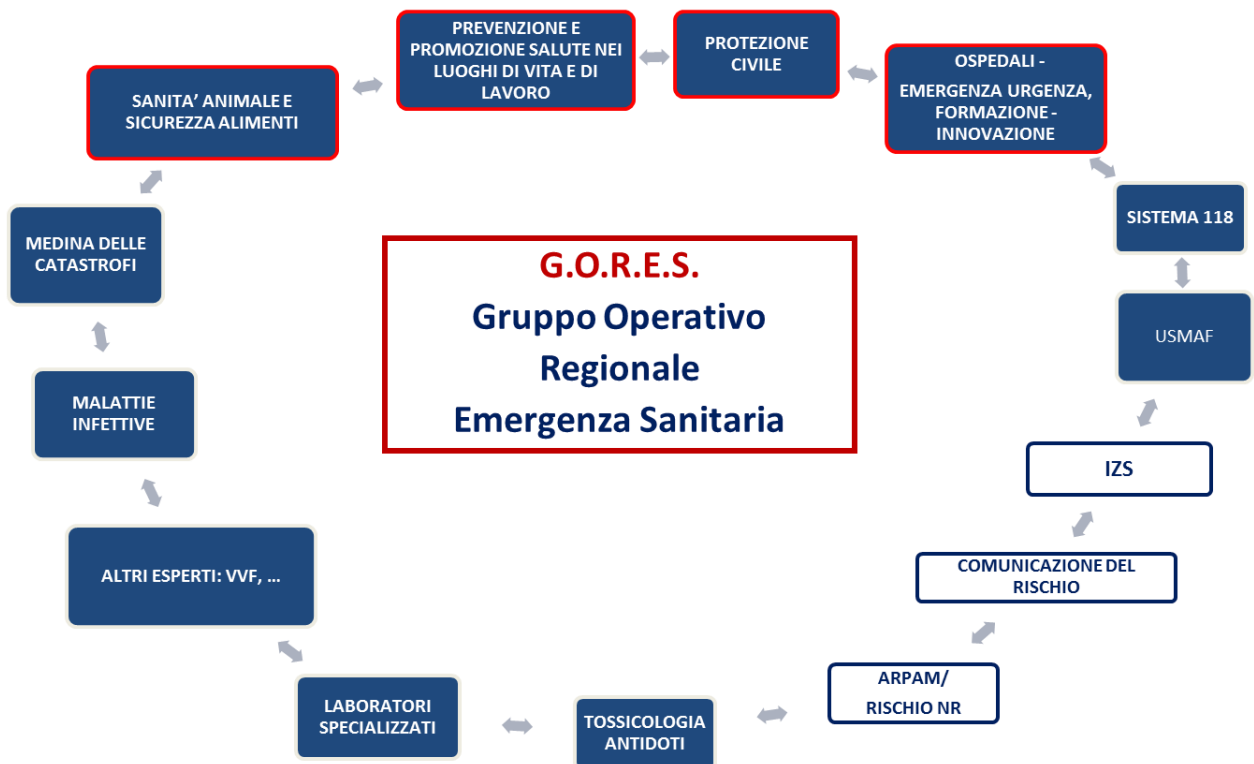 PREVENZIONE E
PROMOZIONE SALUTE NEI
LUOGHI DI VITA E DI
LAVORO
PROTEZIONE
CIVILE
OSPEDALI -
EMERGENZA URGENZA,
FORMAZIONE -
INNOVAZIONE
SANITA' ANIMALE E
SICUREZZA ALIMENTI
SISTEMA 118
MEDINA DELLE
CATASTROFI
G.O.R.E.S.
Gruppo Operativo
Regionale
Emergenza Sanitaria
USMAF
MALATTIE
INFETTIVE
IZS
ALTRI ESPERTI: VVF, ...
COMUNICAZIONE DEL
RISCHIO
ARPAM/
RISCHIO NR
LABORATORI
SPECIALIZZATI
TOSSICOLOGIA
ANTIDOTI